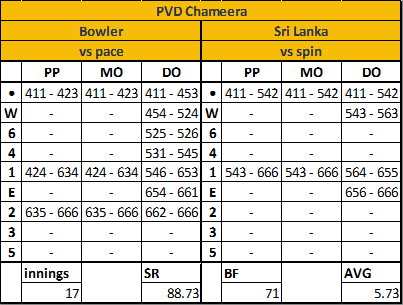 PVD Chameera
Bowler Sri Lanka
vs pace vs spin
PP MO DO PP MO DO
• 411 - 423 411 - 423 411 - 453 • 411 - 542 411 - 542 411 - 542
W - - 454 - 524 W - - 543 - 563
6 - - 525 - 526 6 - - -
4 - - 531 - 545 4 - - -
1 424 - 634 424 - 634 546 - 653 1 543 - 666 543 - 666 564 - 655
E - - 654 - 661 E - - 656 - 666
2 635 - 666 635 - 666 662 - 666 2 - - -
3 - - - 3 - - -
5 - - - 5 - - -
innings SR BF AVG
17 88.73 71 5.73